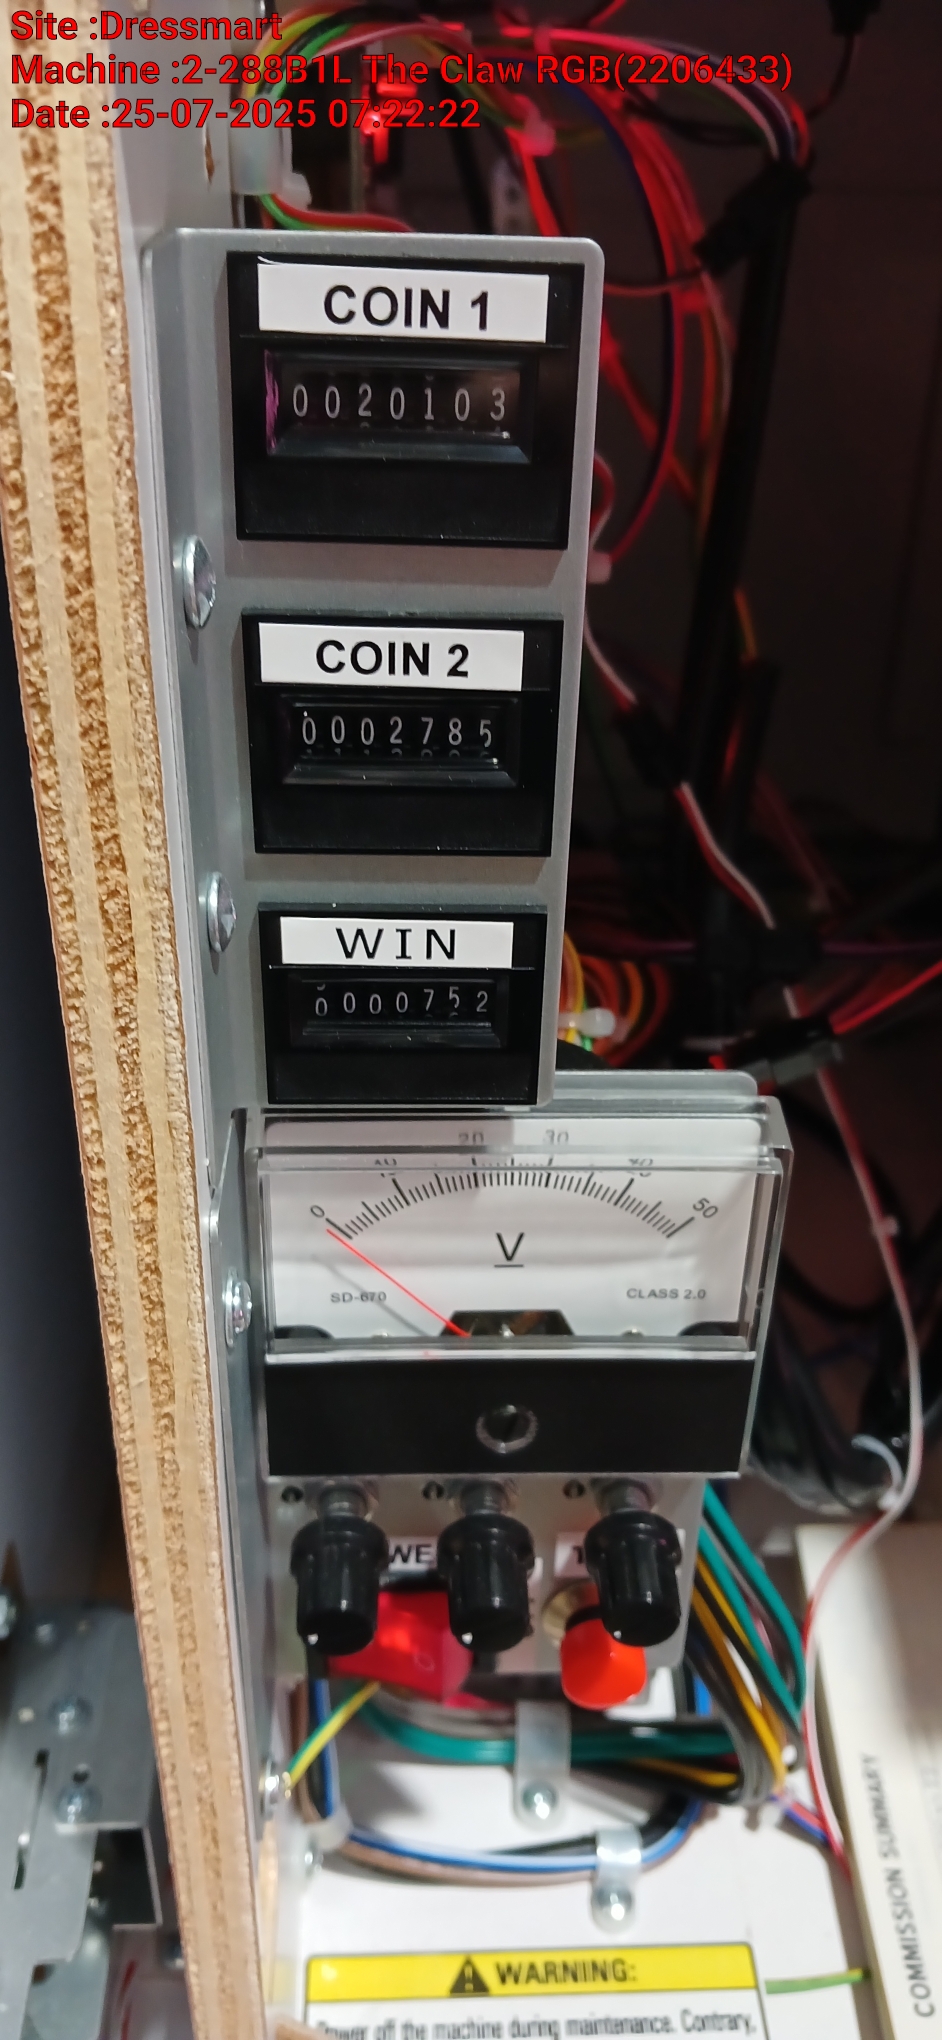 Site :Dressmart
Machine :2-288B1L The Claw RGB(2206433)
Date :25-07-2025 07:22:22
COIN 1
0020103
COIN 2
0002785
WIN
0000752
0 10 20 30 40 50
V
SD-670 CLASS 2.0
WARNING:
Power off the machine during maintenance. Contrary,
COMMISSION SUMMARY